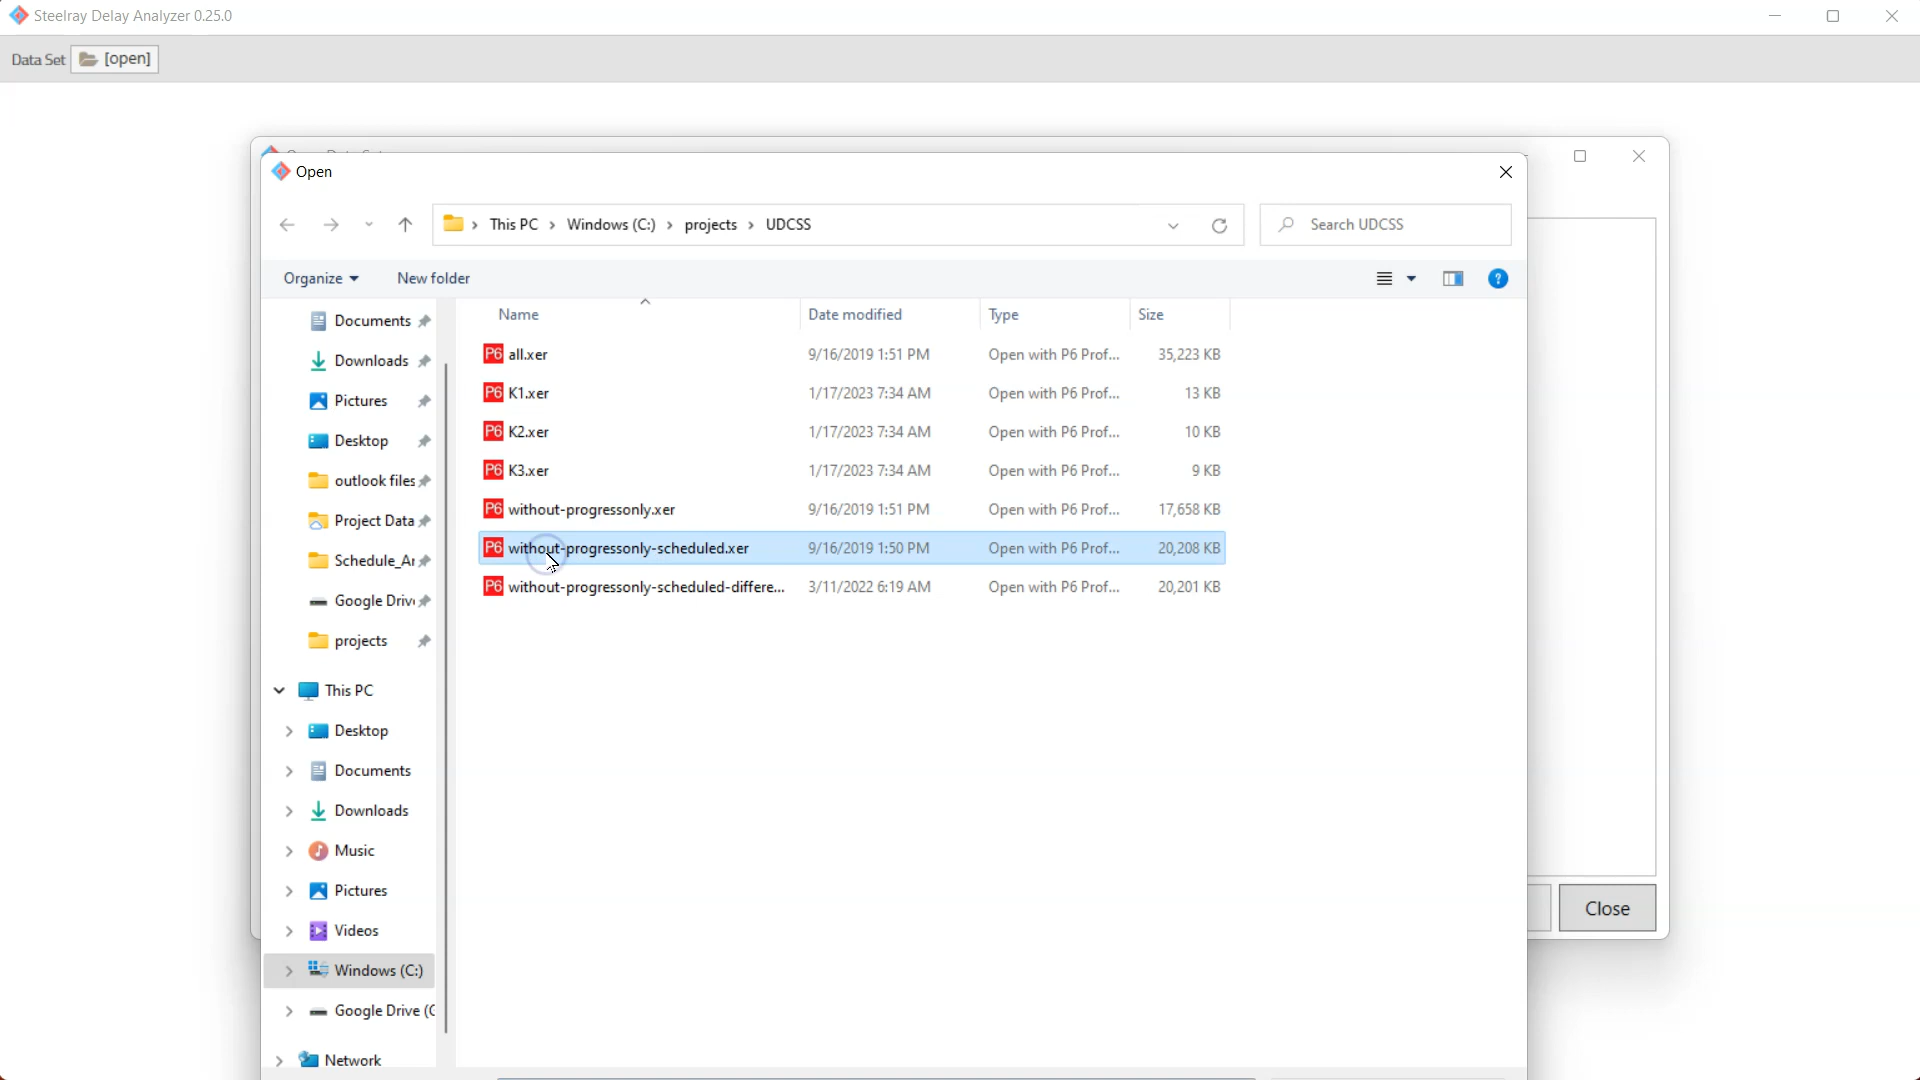 Steelray Delay Analyzer 0.25.0
Data Set [open]
Open
This PC Windows (C:) projects UDCSS
Search UDCSS
Organize New folder
Name Date modified Type Size
Documents
Downloads
Pictures
Desktop
outlook files
Project Data
Schedule_Ar
Google Driv
projects
This PC
Desktop
Documents
Downloads
Music
Pictures
Videos
Windows (C:)
Google Drive (G
Network
P6 all.xer 9/16/2019 1:51 PM Open with P6 Prof... 35,223 KB
P6 K1.xer 1/17/2023 7:34 AM Open with P6 Prof... 13 KB
P6 K2.xer 1/17/2023 7:34 AM Open with P6 Prof... 10 KB
P6 K3.xer 1/17/2023 7:34 AM Open with P6 Prof... 9 KB
P6 without-progressonly.xer 9/16/2019 1:51 PM Open with P6 Prof... 17,658 KB
P6 without-progressonly-scheduled.xer 9/16/2019 1:50 PM Open with P6 Prof... 20,208 KB
P6 without-progressonly-scheduled-differe... 3/11/2022 6:19 AM Open with P6 Prof... 20,201 KB
Close